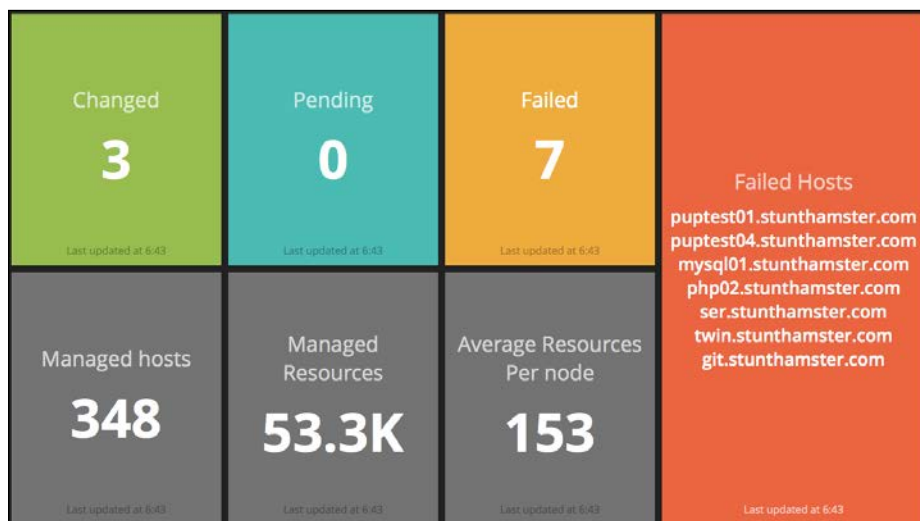 Changed
3
Last updated at 6:43
Pending
0
Last updated at 6:43
Failed
7
Last updated at 6:43
Failed Hosts
puptest01.stunthamster.com
puptest04.stunthamster.com
mysql01.stunthamster.com
php02.stunthamster.com
ser.stunthamster.com
twin.stunthamster.com
git.stunthamster.com
Last updated at 6:43
Managed hosts
348
Last updated at 6:43
Managed
Resources
53.3K
Last updated at 6:43
Average Resources
Per node
153
Last updated at 6:43